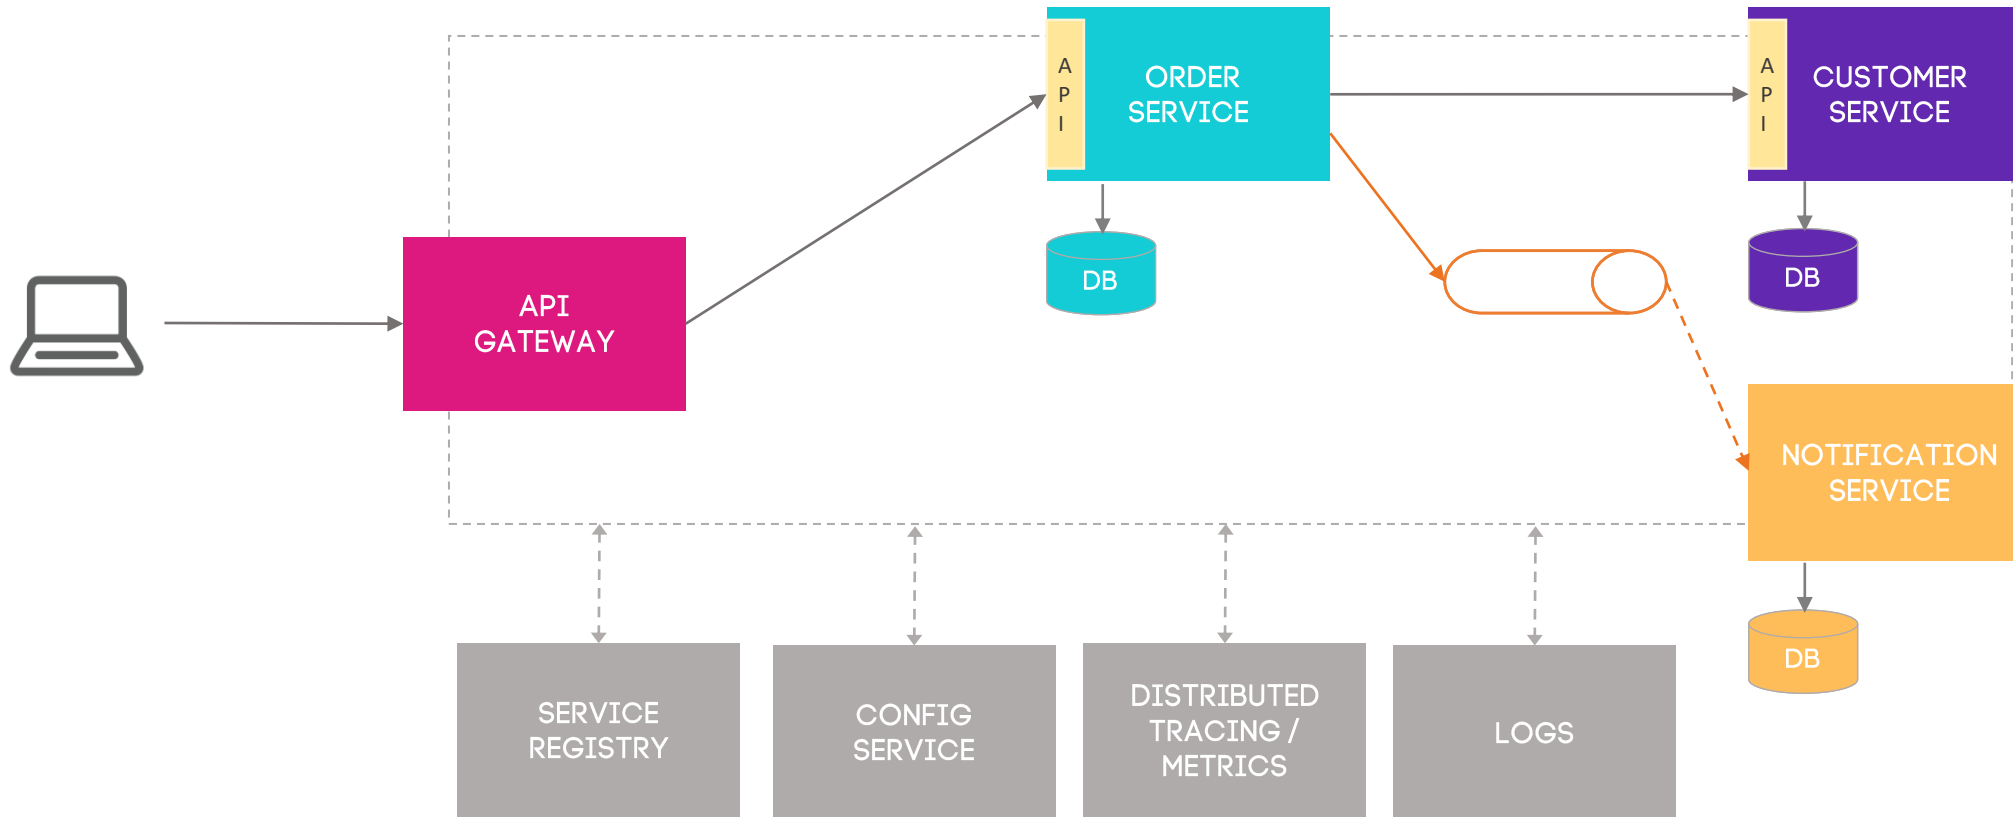 A
P
I
ORDER
SERVICE
A
P
I
CUSTOMER
SERVICE
API
GATEWAY
DB
DB
NOTIFICATION
SERVICE
DB
SERVICE
REGISTRY
CONFIG
SERVICE
DISTRIBUTED
TRACING /
METRICS
LOGS